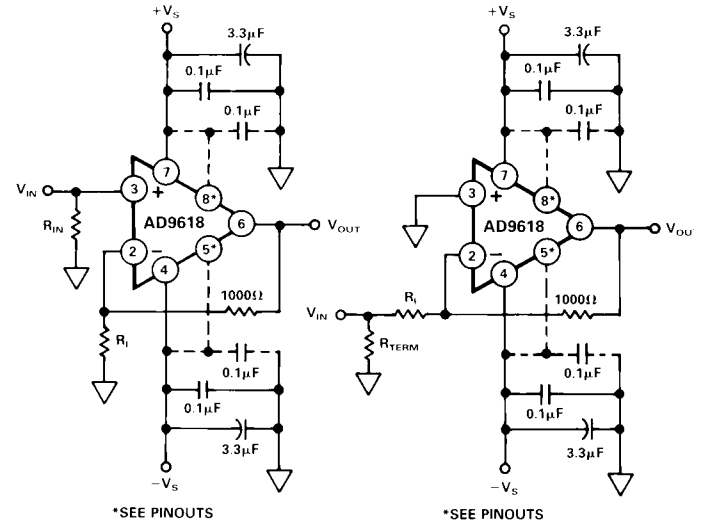 +VS
3.3µF
0.1µF
0.1µF
7
VIN
3
+
8*
RIN
AD9618
6
VOUT
2
−
5*
4
1000Ω
RI
0.1µF
0.1µF
3.3µF
−VS
*SEE PINOUTS
+VS
3.3µF
0.1µF
0.1µF
7
3
+
8*
AD9618
6
VOU
2
−
5*
4
VIN
RI
1000Ω
RTERM
0.1µF
0.1µF
3.3µF
−VS
*SEE PINOUTS